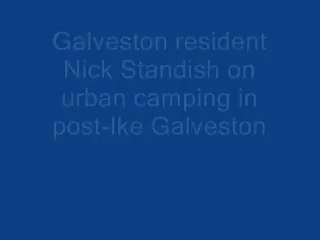 Galveston resident
Nick Standish on
urban camping in
post-Ike Galveston